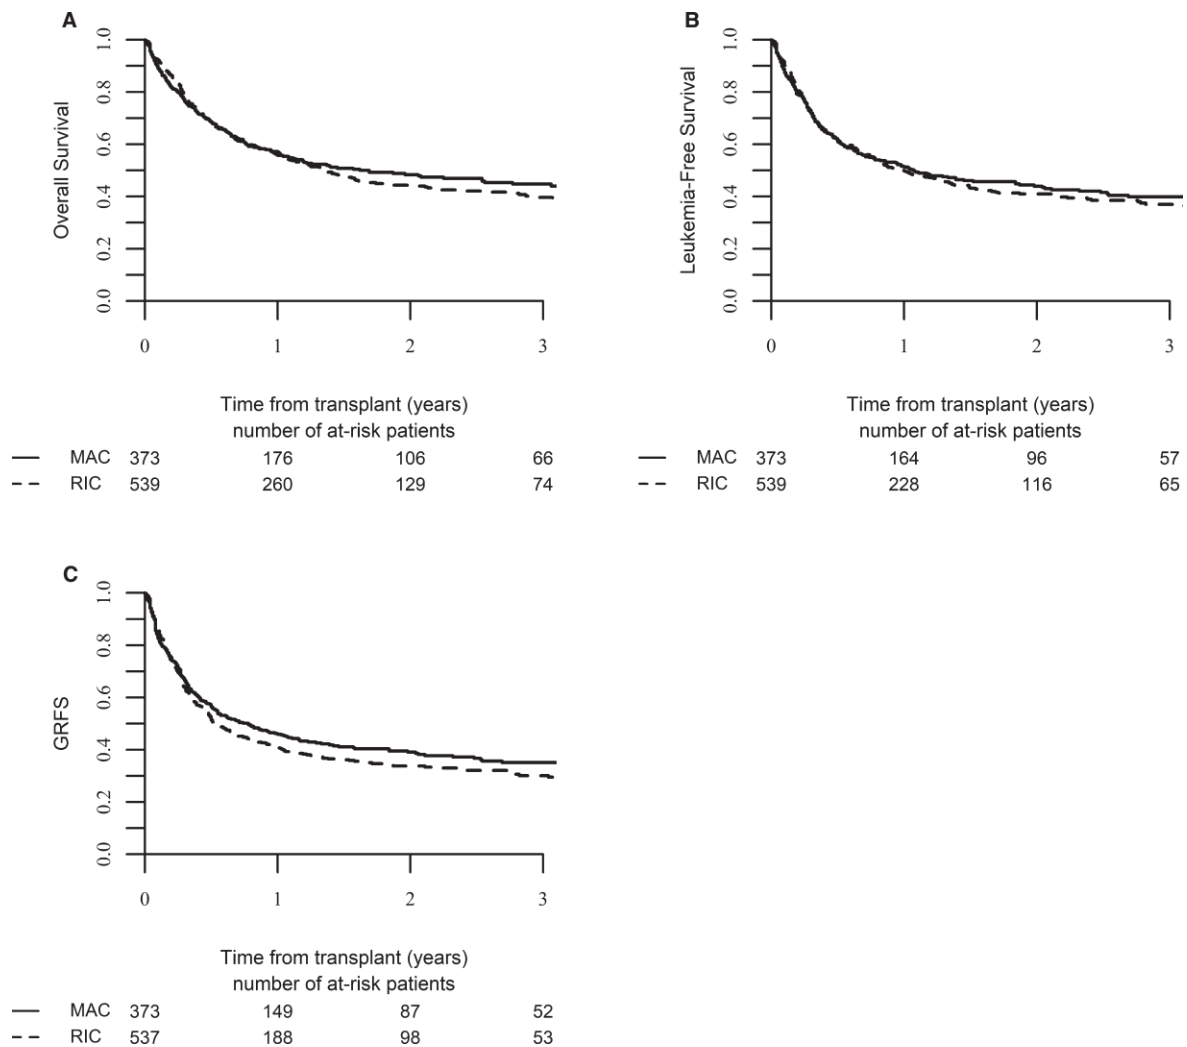 A
Overall Survival
1.0
0.8
0.6
0.4
0.2
0.0
0 1 2 3
Time from transplant (years)
number of at-risk patients
MAC 373 176 106 66
RIC 539 260 129 74
B
Leukemia-Free Survival
1.0
0.8
0.6
0.4
0.2
0.0
0 1 2 3
Time from transplant (years)
number of at-risk patients
MAC 373 164 96 57
RIC 539 228 116 65
C
GRFS
1.0
0.8
0.6
0.4
0.2
0.0
0 1 2 3
Time from transplant (years)
number of at-risk patients
MAC 373 149 87 52
RIC 537 188 98 53